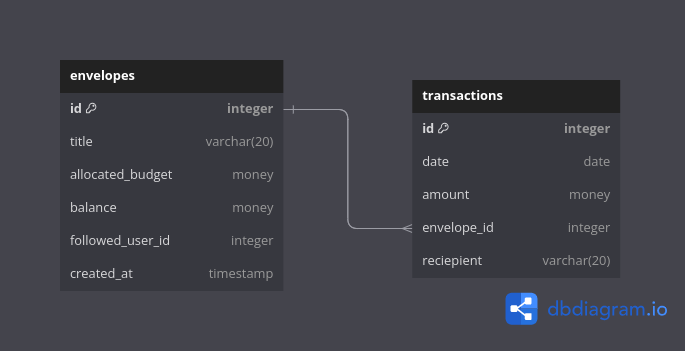 envelopes
id integer
title varchar(20)
allocated_budget money
balance money
followed_user_id integer
created_at timestamp
transactions
id integer
date date
amount money
envelope_id integer
reciepient varchar(20)
dbdiagram.io